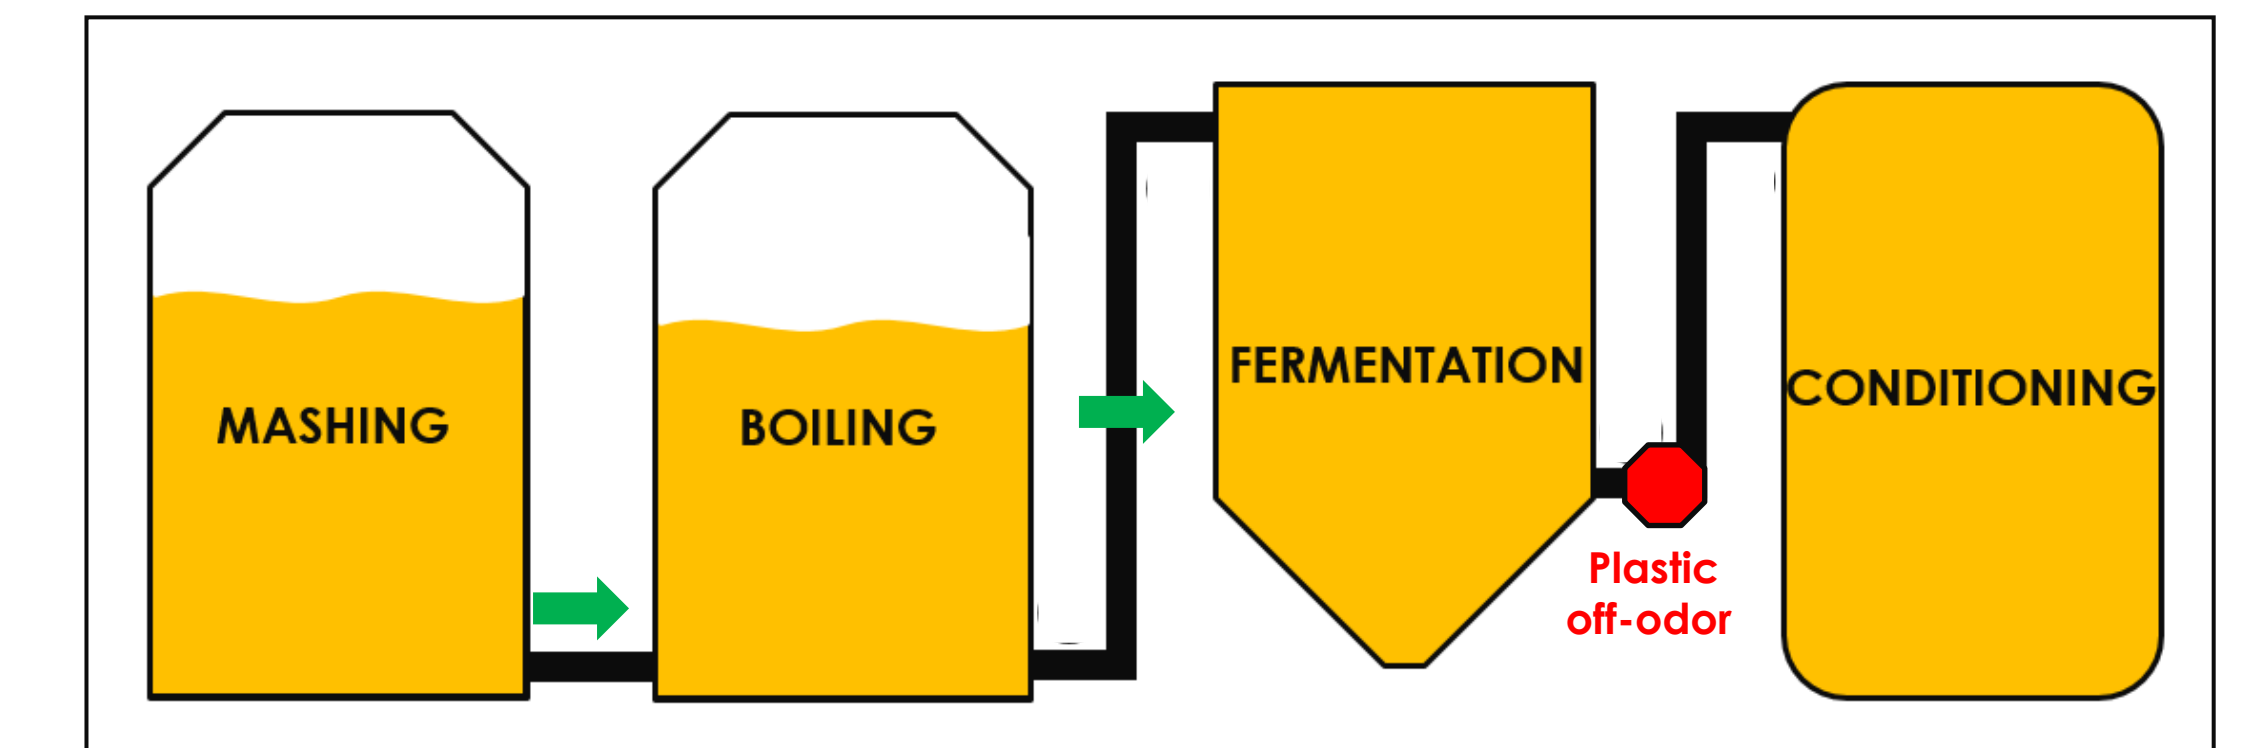 MASHING
BOILING
FERMENTATION
CONDITIONING
Plastic
off-odor